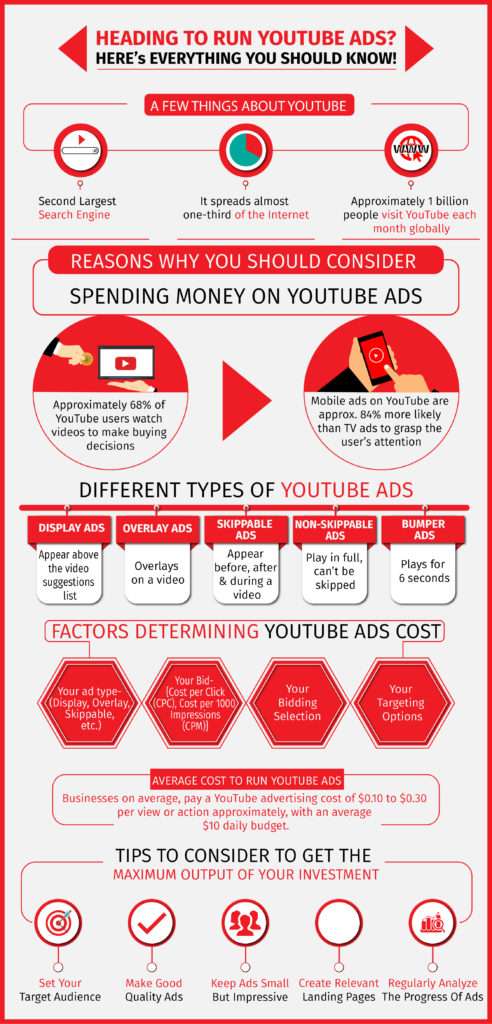 HEADING TO RUN YOUTUBE ADS?
HERE's EVERYTHING YOU SHOULD KNOW!
A FEW THINGS ABOUT YOUTUBE
WWW
Second Largest
Search Engine
It spreads almost
one-third of the Internet
Approximately 1 billion
people visit YouTube each
month globally
REASONS WHY YOU SHOULD CONSIDER
SPENDING MONEY ON YOUTUBE ADS
Approximately 68% of
YouTube users watch
videos to make buying
decisions
Mobile ads on YouTube are
approx. 84% more likely
than TV ads to grasp the
user's attention
DIFFERENT TYPES OF YOUTUBE ADS
DISPLAY ADS
Appear above
the video
suggestions
list
OVERLAY ADS
Overlays
on a video
SKIPPABLE
ADS
Appear
before, after
& during a
video
NON-SKIPPABLE
ADS
Play in full,
can't be
skipped
BUMPER
ADS
Plays for
6 seconds
FACTORS DETERMINING YOUTUBE ADS COST
Your ad type-
(Display, Overlay,
Skippable,
etc.)
Your Bid-
(Cost per Click
(CPC), Cost per 1000
Impressions
(CPM)]
Your
Bidding
Selection
Your
Targeting
Options
AVERAGE COST TO RUN YOUTUBE ADS
Businesses on average, pay a YouTube advertising cost of $0.10 to $0.30
per view or action approximately, with an average
$10 daily budget.
TIPS TO CONSIDER TO GET THE
MAXIMUM OUTPUT OF YOUR INVESTMENT
Set Your
Target Audience
Make Good
Quality Ads
Keep Ads Small
But Impressive
Create Relevant
Landing Pages
Regularly Analyze
The Progress Of Ads